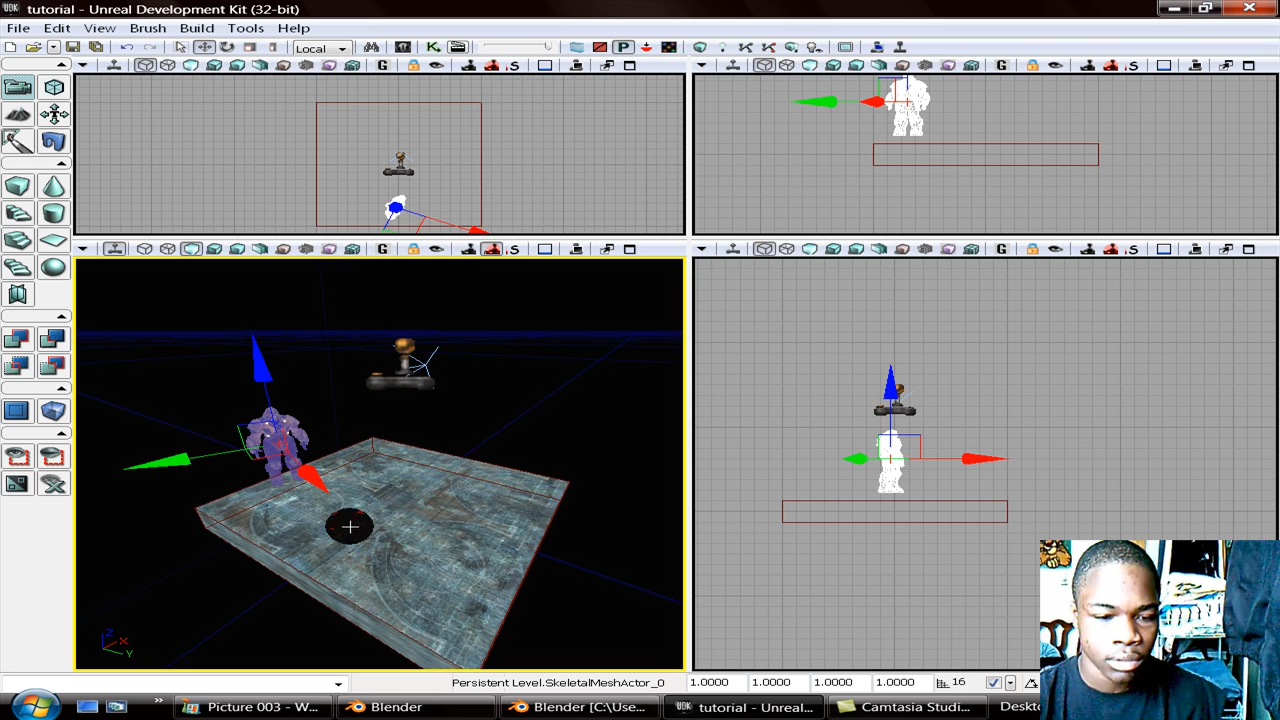 tutorial - Unreal Development Kit (32-bit)
File Edit View Brush Build Tools Help
Local
P
G
S
G
S
G
S
G
S
Z
X
Y
Persistent Level.SkeletalMeshActor_0
1.0000 1.0000 1.0000 1.0000 16
Picture 003 - W... Blender Blender [C:\Use... tutorial - Unreal... Camtasia Studi... Deskto